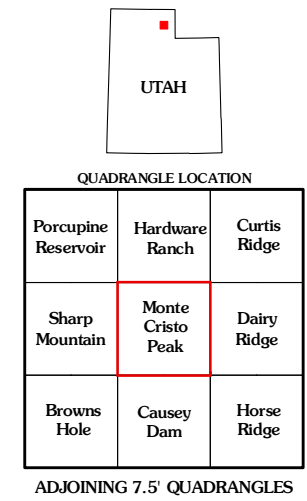 UTAH
QUADRANGLE LOCATION
Porcupine
Reservoir
Hardware
Ranch
Curtis
Ridge
Sharp
Mountain
Monte
Cristo
Peak
Dairy
Ridge
Browns
Hole
Causey
Dam
Horse
Ridge
ADJOINING 7.5' QUADRANGLES